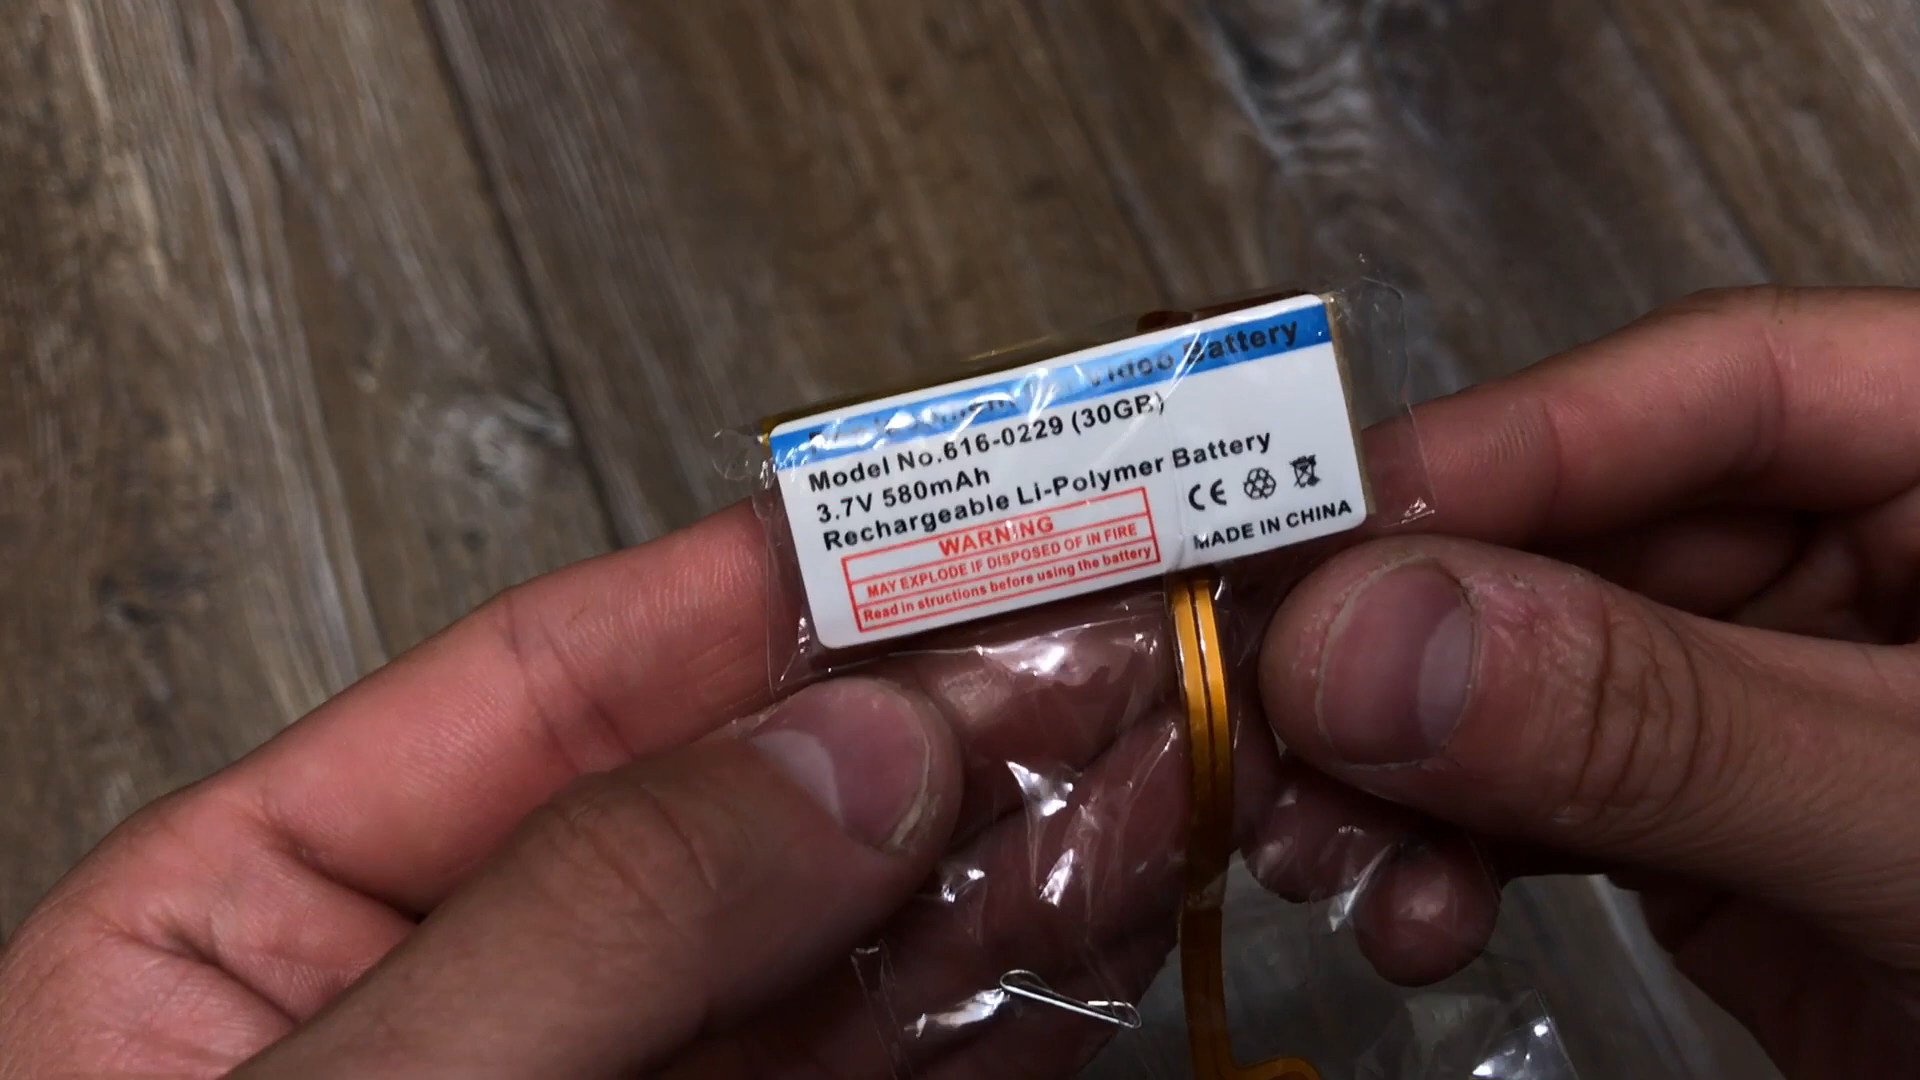 Video Battery
Model No.616-0229 (30GB)
3.7V 580mAh
Rechargeable Li-Polymer Battery
WARNING
MAY EXPLODE IF DISPOSED OF IN FIRE
Read in structions before using the battery
CE
MADE IN CHINA